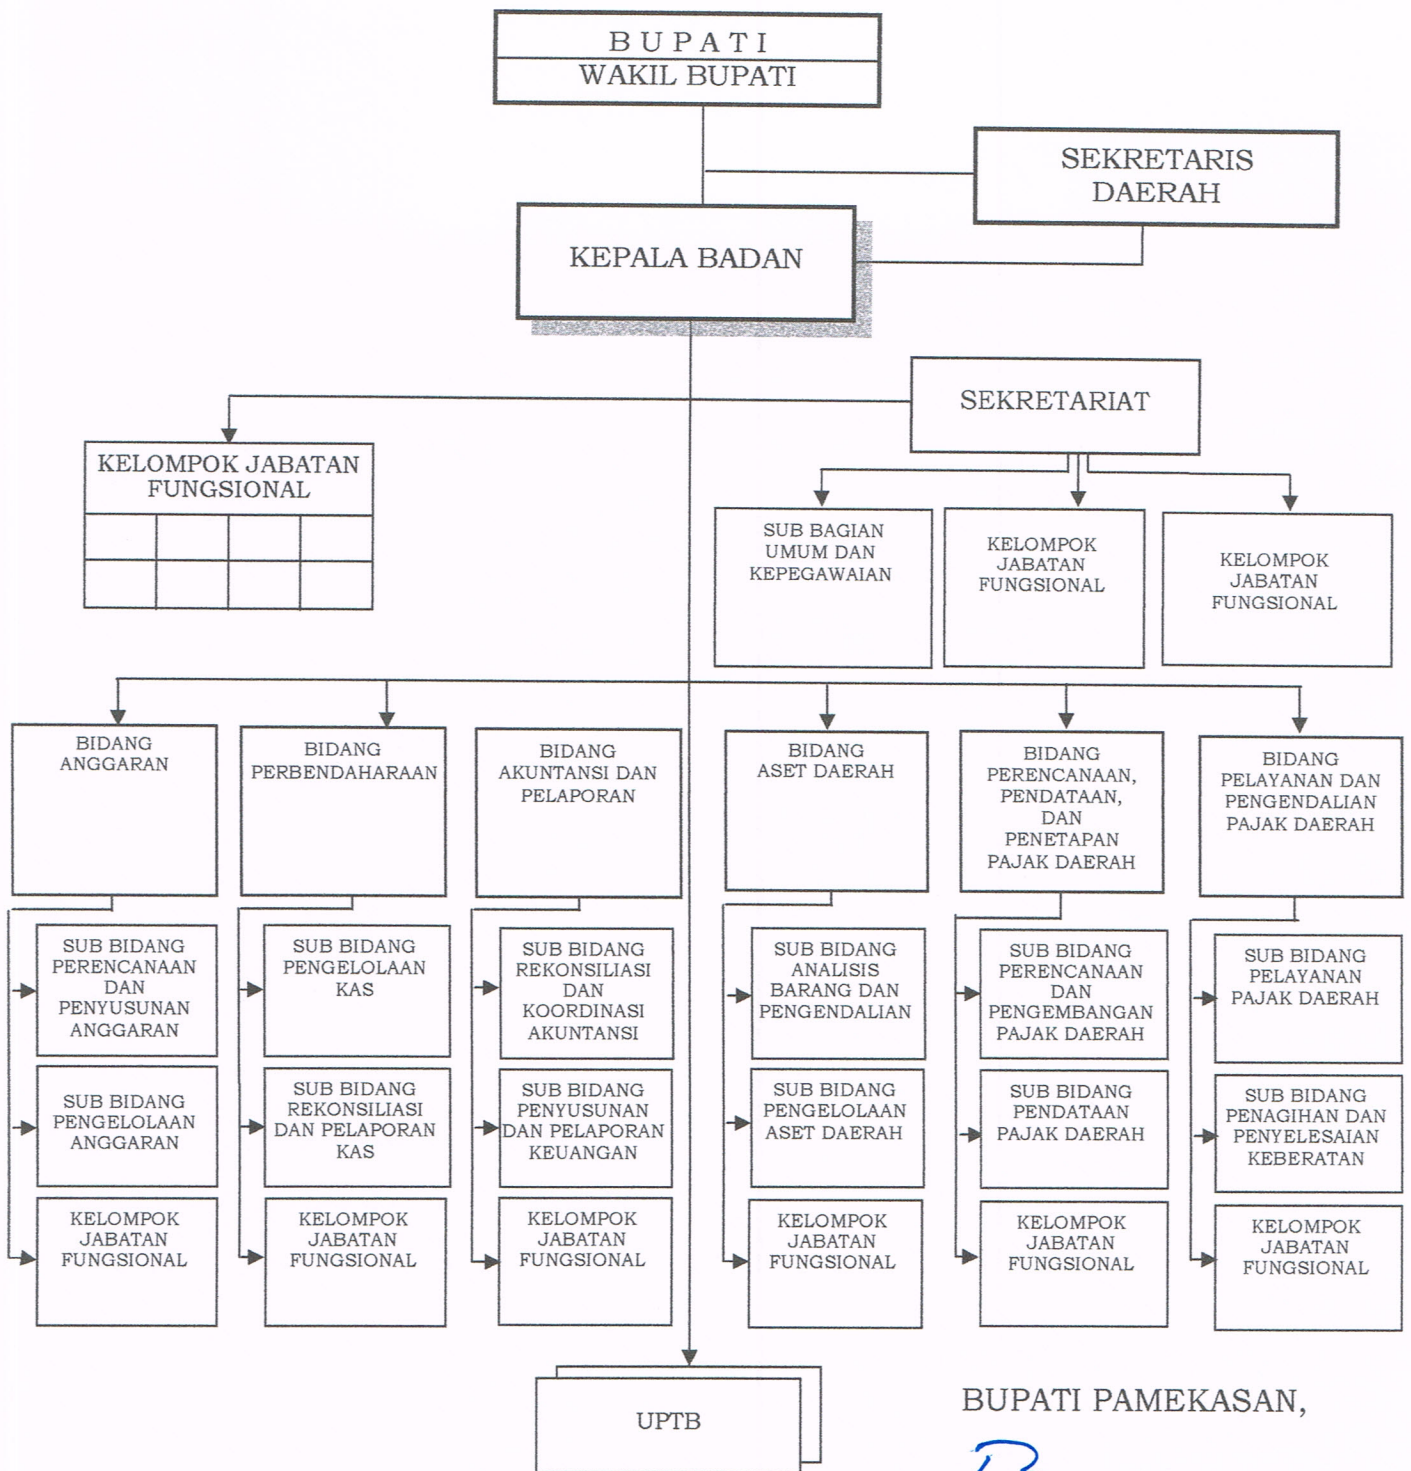 B U P A T I
WAKIL BUPATI
SEKRETARIS
DAERAH
KEPALA BADAN
SEKRETARIAT
KELOMPOK JABATAN
FUNGSIONAL
SUB BAGIAN
UMUM DAN
KEPEGAWAIAN
KELOMPOK
JABATAN
FUNGSIONAL
KELOMPOK
JABATAN
FUNGSIONAL
BIDANG
ANGGARAN
BIDANG
PERBENDAHARAAN
BIDANG
AKUNTANSI DAN
PELAPORAN
BIDANG
ASET DAERAH
BIDANG
PERENCANAAN,
PENDATAAN,
DAN
PENETAPAN
PAJAK DAERAH
BIDANG
PELAYANAN DAN
PENGENDALIAN
PAJAK DAERAH
SUB BIDANG
PERENCANAAN
DAN
PENYUSUNAN
ANGGARAN
SUB BIDANG
PENGELOLAAN
KAS
SUB BIDANG
REKONSILIASI
DAN
KOORDINASI
AKUNTANSI
SUB BIDANG
ANALISIS
BARANG DAN
PENGENDALIAN
SUB BIDANG
PERENCANAAN
DAN
PENGEMBANGAN
PAJAK DAERAH
SUB BIDANG
PELAYANAN
PAJAK DAERAH
SUB BIDANG
PENGELOLAAN
ANGGARAN
SUB BIDANG
REKONSILIASI
DAN PELAPORAN
KAS
SUB BIDANG
PENYUSUNAN
DAN PELAPORAN
KEUANGAN
SUB BIDANG
PENGELOLAAN
ASET DAERAH
SUB BIDANG
PENDATAAN
PAJAK DAERAH
SUB BIDANG
PENAGIHAN DAN
PENYELESAIAN
KEBERATAN
KELOMPOK
JABATAN
FUNGSIONAL
KELOMPOK
JABATAN
FUNGSIONAL
KELOMPOK
JABATAN
FUNGSIONAL
KELOMPOK
JABATAN
FUNGSIONAL
KELOMPOK
JABATAN
FUNGSIONAL
KELOMPOK
JABATAN
FUNGSIONAL
UPTB
BUPATI PAMEKASAN,